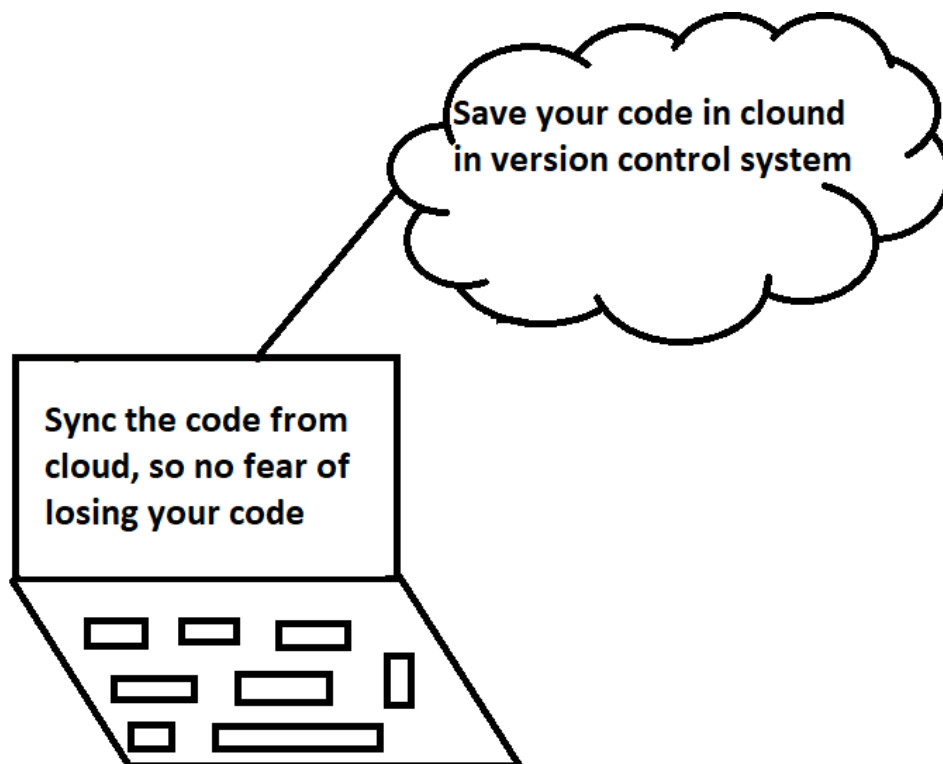 Save your code in clound
in version control system
Sync the code from
cloud, so no fear of
losing your code